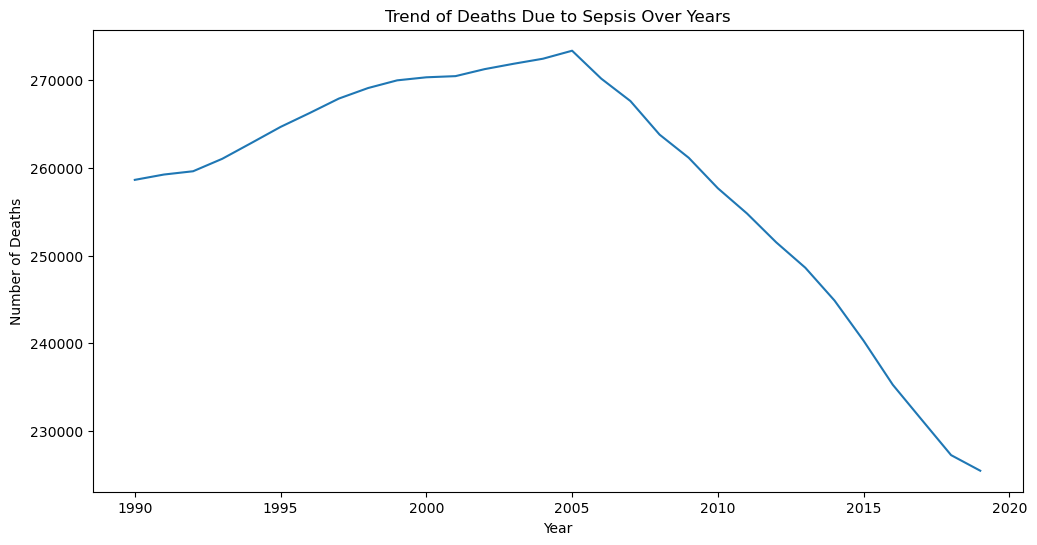 Trend of Deaths Due to Sepsis Over Years
Number of Deaths
270000
260000
250000
240000
230000
1990 1995 2000 2005 2010 2015 2020
Year